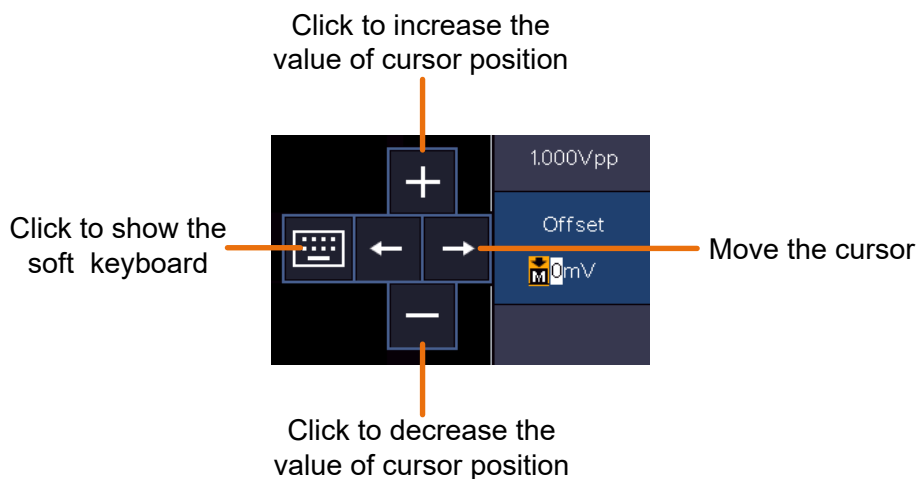 Click to increase the
value of cursor position
1.000Vpp
Click to show the
soft keyboard
Offset
M 0mV
Move the cursor
Click to decrease the
value of cursor position